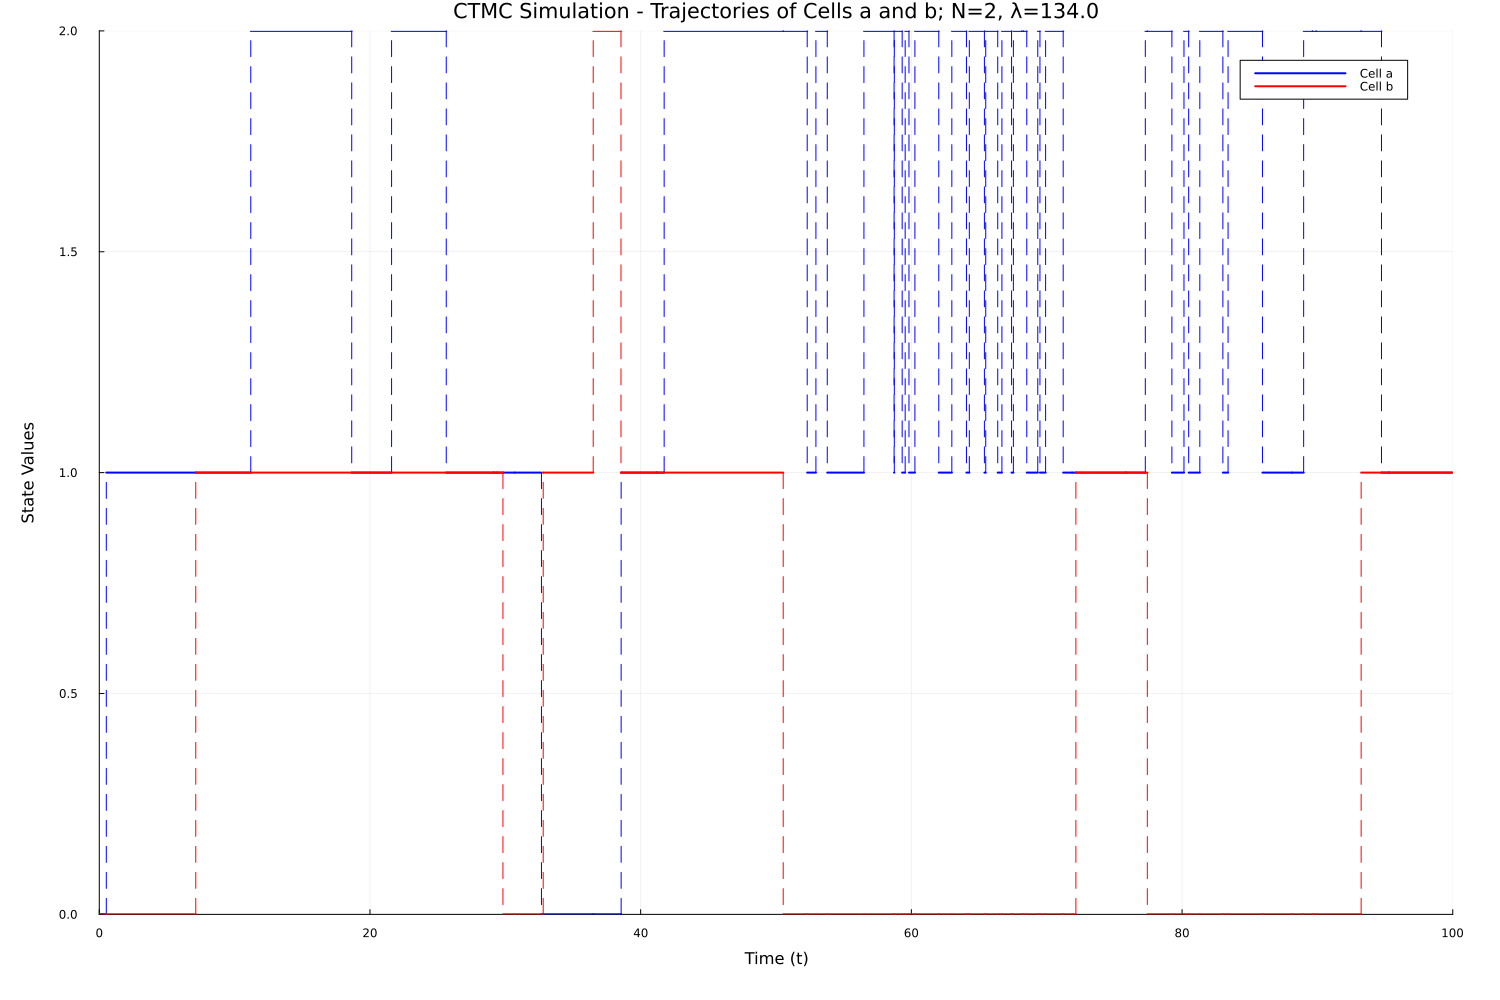 CTMC Simulation - Trajectories of Cells a and b; N=2, λ=134.0
2.0
Cell a
Cell b
1.5
1.0
State Values
0.5
0.0
0 20 40 60 80 100
Time (t)